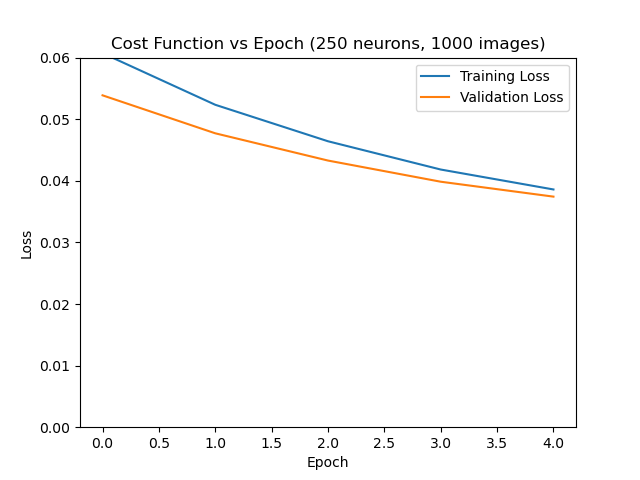 Cost Function vs Epoch (250 neurons, 1000 images)
Training Loss
Validation Loss
0.06
0.05
0.04
0.03
0.02
0.01
0.00
Loss
0.0 0.5 1.0 1.5 2.0 2.5 3.0 3.5 4.0
Epoch